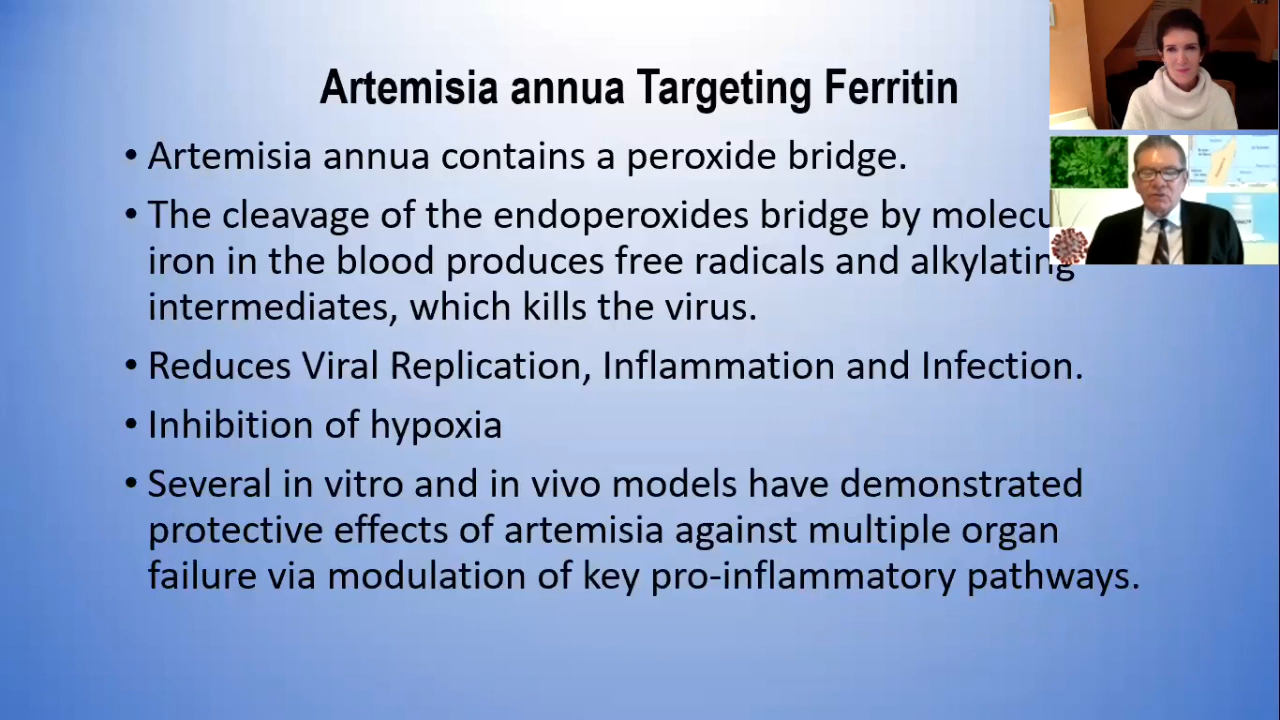 Artemisia annua Targeting Ferritin
• Artemisia annua contains a peroxide bridge.
• The cleavage of the endoperoxides bridge by
iron in the blood produces free radicals and alkylating
intermediates, which kills the virus.
• Reduces Viral Replication, Inflammation and Infection.
• Inhibition of hypoxia
• Several in vitro and in vivo models have demonstrated
protective effects of artemisia against multiple organ
failure via modulation of key pro-inflammatory pathways.